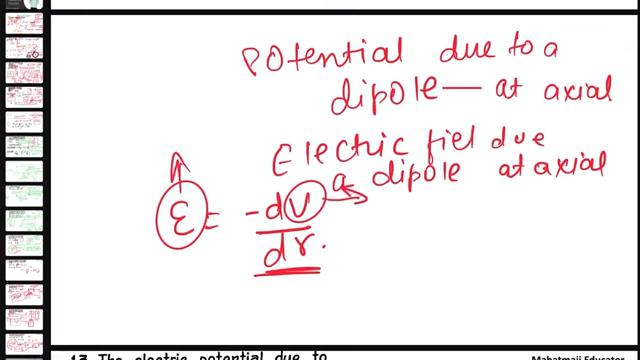 Potential due to a
dipole — at axial
Electric fiel due
a dipole at axial
ε = -dV
dr.
13. The electric potential due to
Mahatmaji Educator